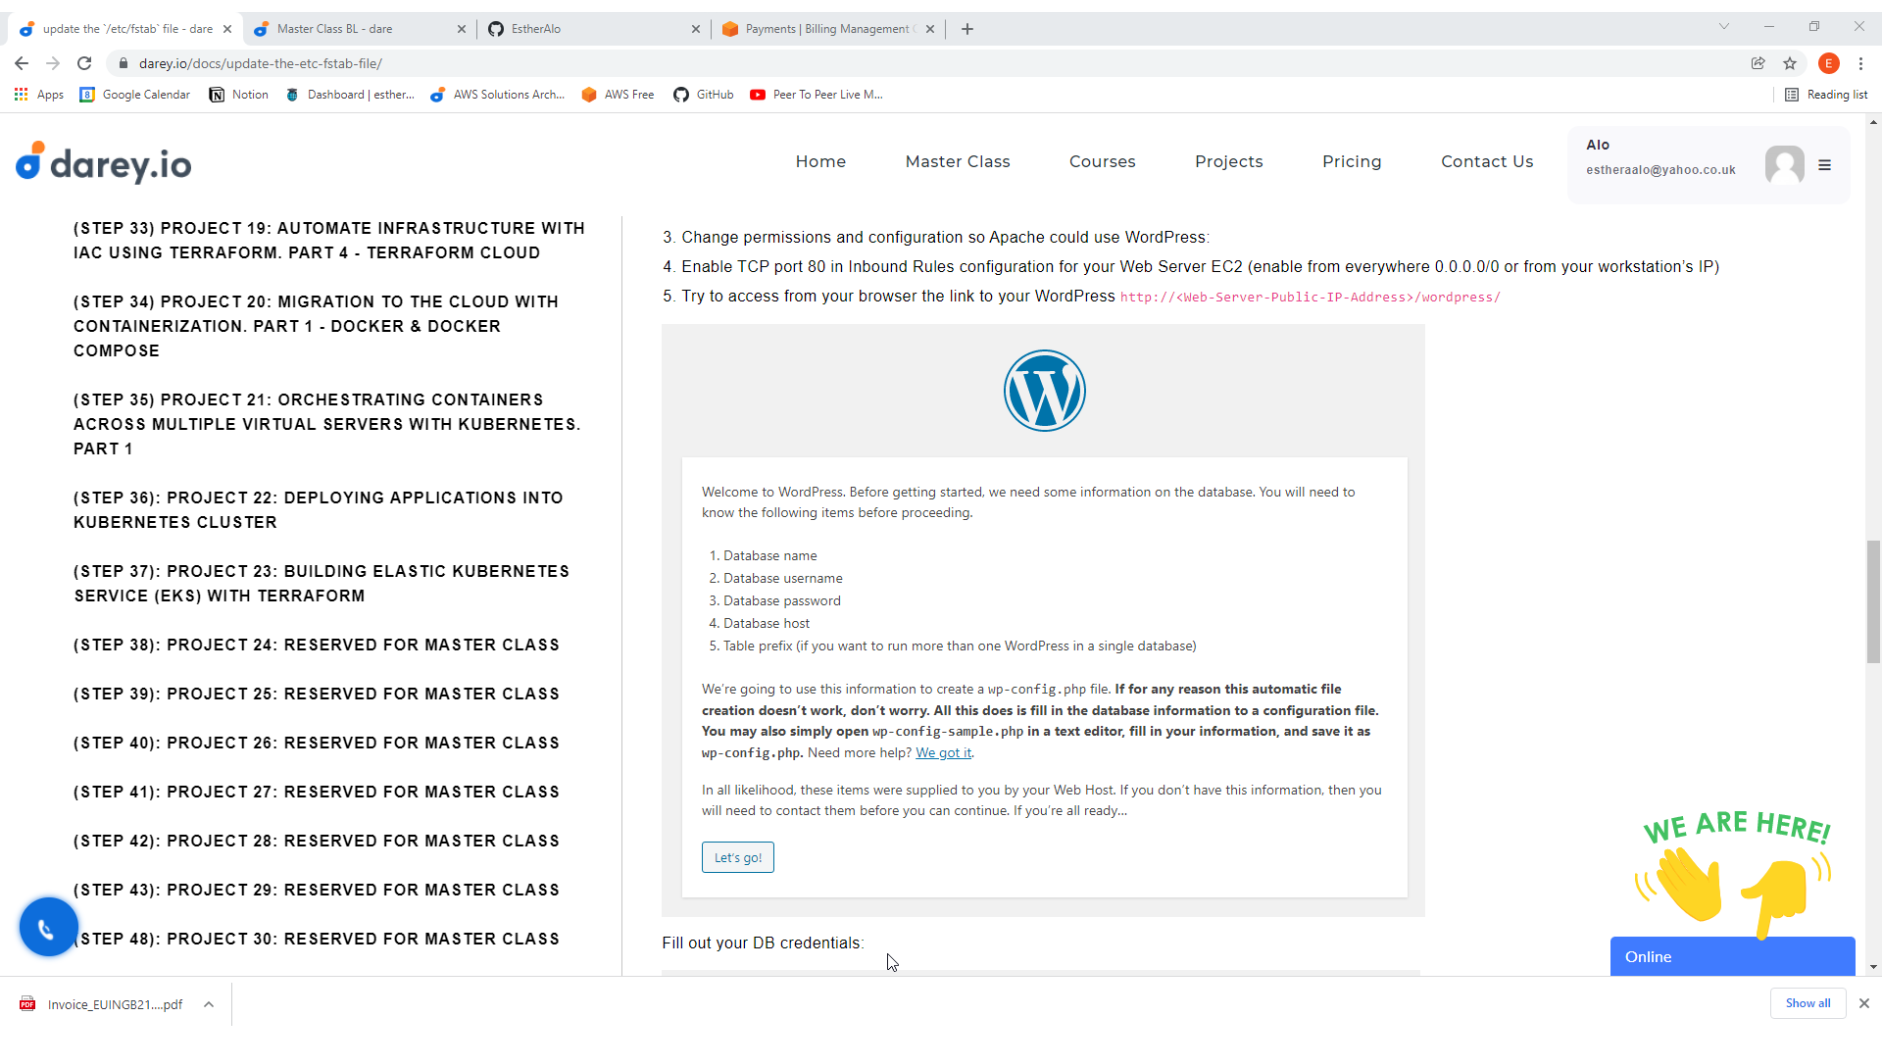 update the `/etc/fstab` file - dare
Master Class BL - dare
EstherAlo
Payments | Billing Management C
darey.io/docs/update-the-etc-fstab-file/
E
Apps
8
Google Calendar
Notion
Dashboard | esther...
AWS Solutions Arch...
AWS Free
GitHub
Peer To Peer Live M...
Reading list
darey.io
Home
Master Class
Courses
Projects
Pricing
Contact Us
Alo
estheraalo@yahoo.co.uk
(STEP 33) PROJECT 19: AUTOMATE INFRASTRUCTURE WITH
IAC USING TERRAFORM. PART 4 - TERRAFORM CLOUD
(STEP 34) PROJECT 20: MIGRATION TO THE CLOUD WITH
CONTAINERIZATION. PART 1 - DOCKER & DOCKER
COMPOSE
(STEP 35) PROJECT 21: ORCHESTRATING CONTAINERS
ACROSS MULTIPLE VIRTUAL SERVERS WITH KUBERNETES.
PART 1
(STEP 36): PROJECT 22: DEPLOYING APPLICATIONS INTO
KUBERNETES CLUSTER
(STEP 37): PROJECT 23: BUILDING ELASTIC KUBERNETES
SERVICE (EKS) WITH TERRAFORM
(STEP 38): PROJECT 24: RESERVED FOR MASTER CLASS
(STEP 39): PROJECT 25: RESERVED FOR MASTER CLASS
(STEP 40): PROJECT 26: RESERVED FOR MASTER CLASS
(STEP 41): PROJECT 27: RESERVED FOR MASTER CLASS
(STEP 42): PROJECT 28: RESERVED FOR MASTER CLASS
(STEP 43): PROJECT 29: RESERVED FOR MASTER CLASS
(STEP 48): PROJECT 30: RESERVED FOR MASTER CLASS
3. Change permissions and configuration so Apache could use WordPress:
4. Enable TCP port 80 in Inbound Rules configuration for your Web Server EC2 (enable from everywhere 0.0.0.0/0 or from your workstation's IP)
5. Try to access from your browser the link to your WordPress http://<Web-Server-Public-IP-Address>/wordpress/
W
Welcome to WordPress. Before getting started, we need some information on the database. You will need to
know the following items before proceeding.
1. Database name
2. Database username
3. Database password
4. Database host
5. Table prefix (if you want to run more than one WordPress in a single database)
We're going to use this information to create a wp-config.php file. If for any reason this automatic file
creation doesn't work, don't worry. All this does is fill in the database information to a configuration file.
You may also simply open wp-config-sample.php in a text editor, fill in your information, and save it as
wp-config.php. Need more help? We got it.
In all likelihood, these items were supplied to you by your Web Host. If you don't have this information, then you
will need to contact them before you can continue. If you're all ready...
Let's go!
Fill out your DB credentials:
WE ARE HERE!
Online
PDF
Invoice_EUINGB21....pdf
Show all